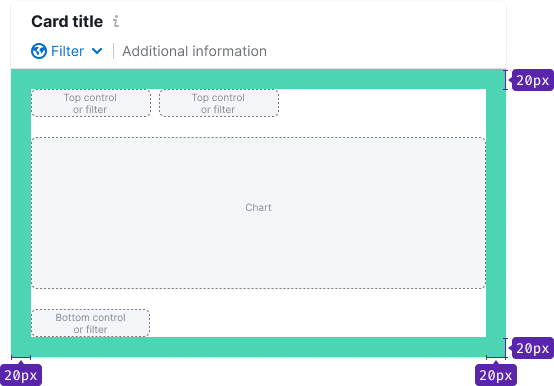 Card title i
Filter Additional information
20px
Top control
or filter
Top control
or filter
Chart
Bottom control
or filter
20px
20px
20px